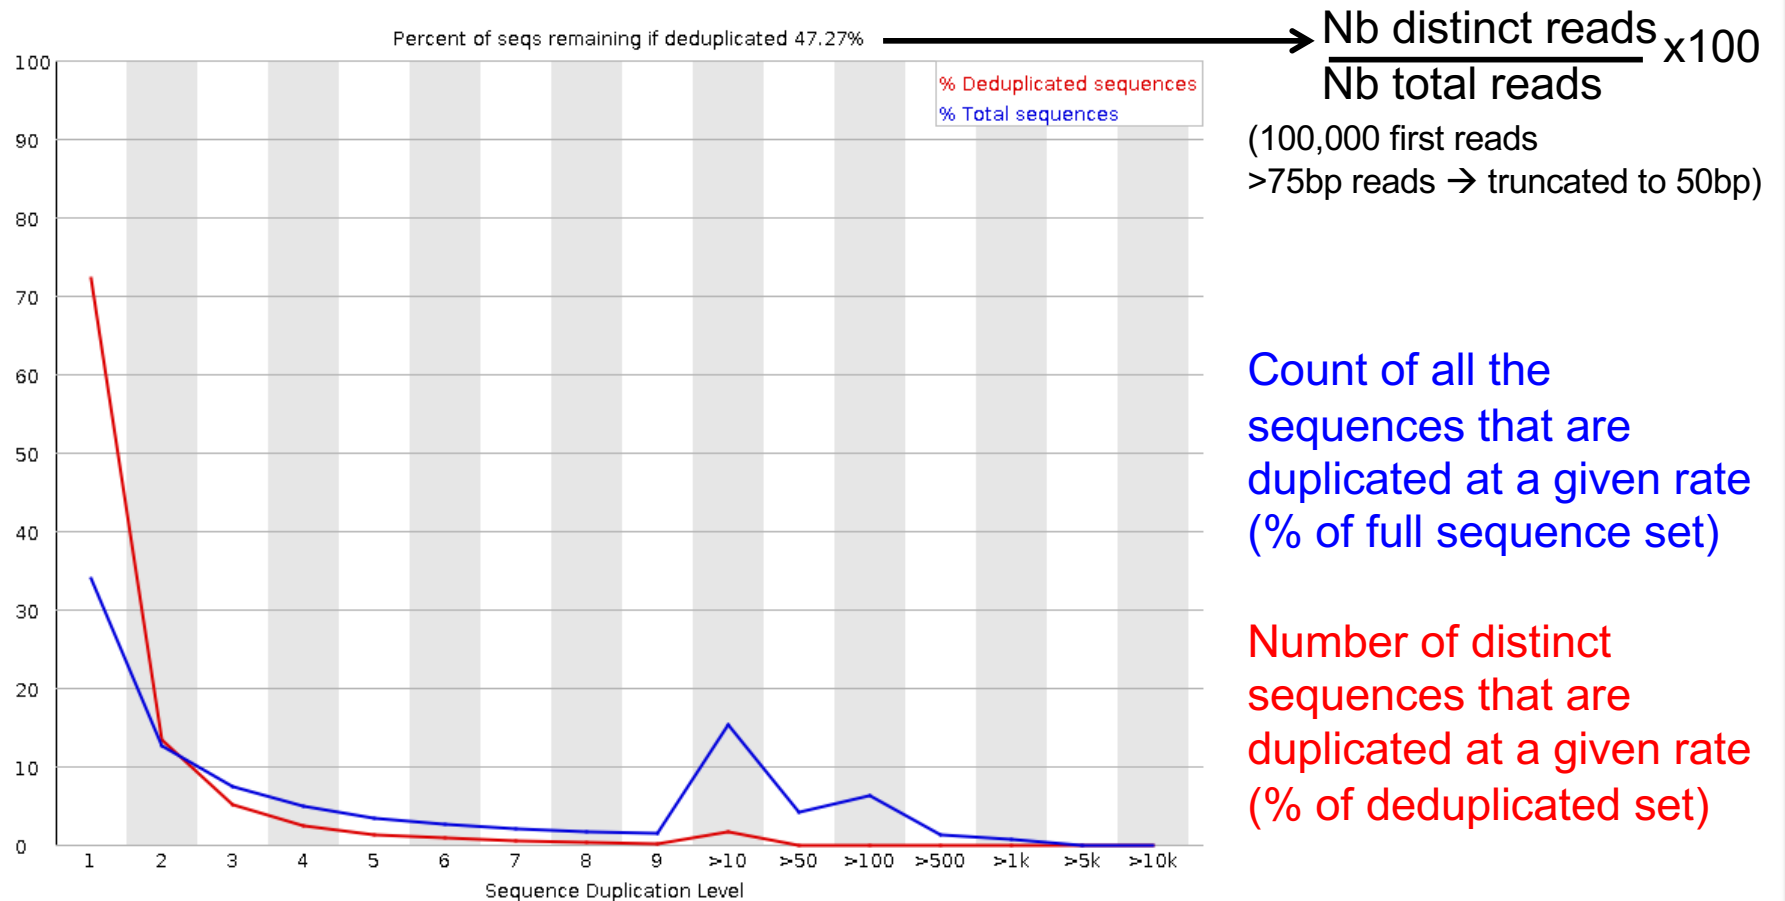 Percent of seqs remaining if deduplicated 47.27%
Nb distinct reads
x100
Nb total reads
(100,000 first reads
>75bp reads → truncated to 50bp)
% Deduplicated sequences
% Total sequences
100
90
80
70
60
50
40
30
20
10
0
1 2 3 4 5 6 7 8 9 >10 >50 >100 >500 >1k >5k >10k
Sequence Duplication Level
Count of all the
sequences that are
duplicated at a given rate
(% of full sequence set)
Number of distinct
sequences that are
duplicated at a given rate
(% of deduplicated set)